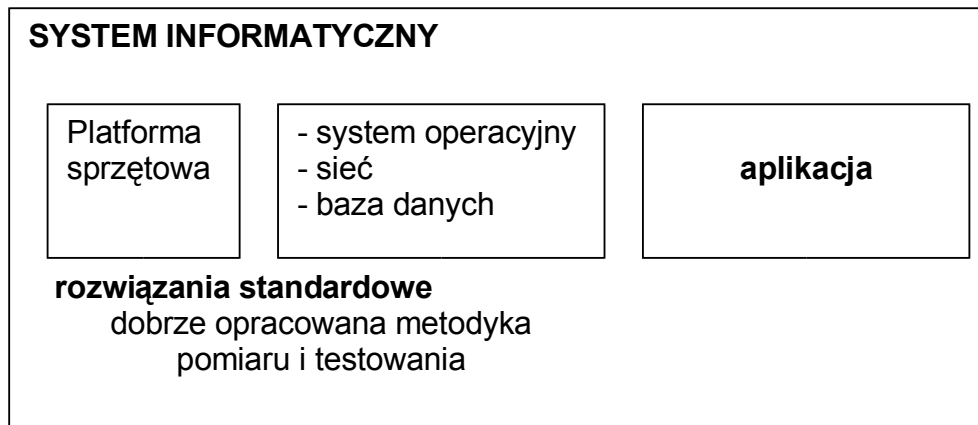 SYSTEM INFORMATYCZNY
Platforma
sprzętowa
- system operacyjny
- sieć
- baza danych
aplikacja
rozwiązania standardowe
dobrze opracowana metodyka
pomiaru i testowania